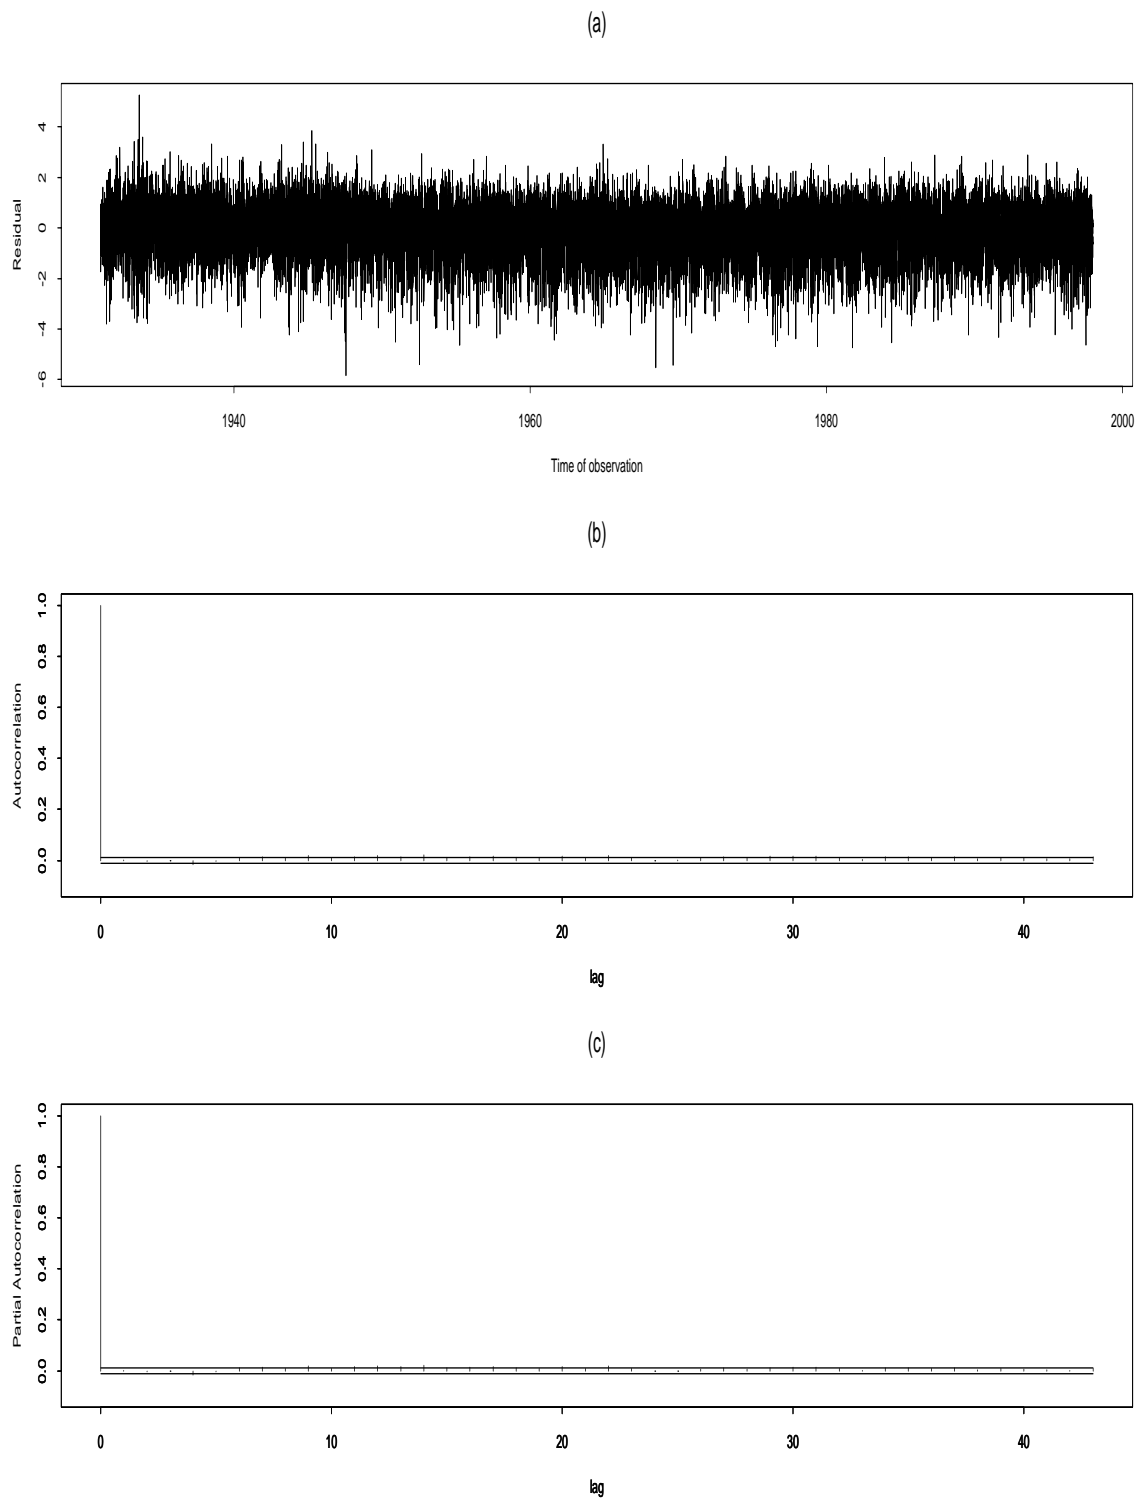 (a)
Residual
4
2
0
-2
-4
-6
1940 1960 1980 2000
Time of observation
(b)
Autocorrelation
1.0
0.8
0.6
0.4
0.2
0.0
0 10 20 30 40
lag
(c)
Partial Autocorrelation
1.0
0.8
0.6
0.4
0.2
0.0
0 10 20 30 40
lag